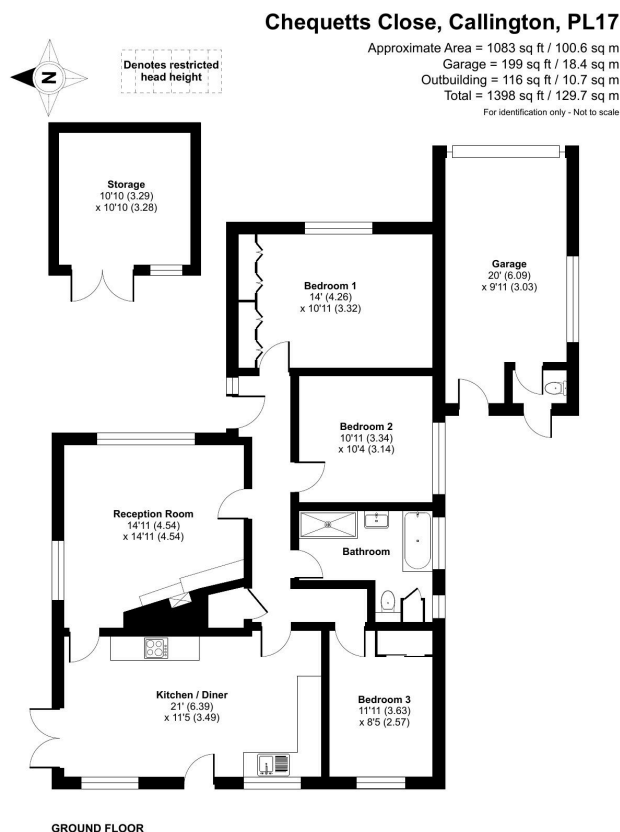 Chequetts Close, Callington, PL17
Approximate Area = 1083 sq ft / 100.6 sq m
Garage = 199 sq ft / 18.4 sq m
Outbuilding = 116 sq ft / 10.7 sq m
Total = 1398 sq ft / 129.7 sq m
For identification only - Not to scale
N
Denotes restricted
head height
Storage
10'10 (3.29)
x 10'10 (3.28)
Garage
20' (6.09)
x 9'11 (3.03)
Bedroom 1
14' (4.26)
x 10'11 (3.32)
Bedroom 2
10'11 (3.34)
x 10'4 (3.14)
Reception Room
14'11 (4.54)
x 14'11 (4.54)
Bathroom
Kitchen / Diner
21' (6.39)
x 11'5 (3.49)
Bedroom 3
11'11 (3.63)
x 8'5 (2.57)
GROUND FLOOR